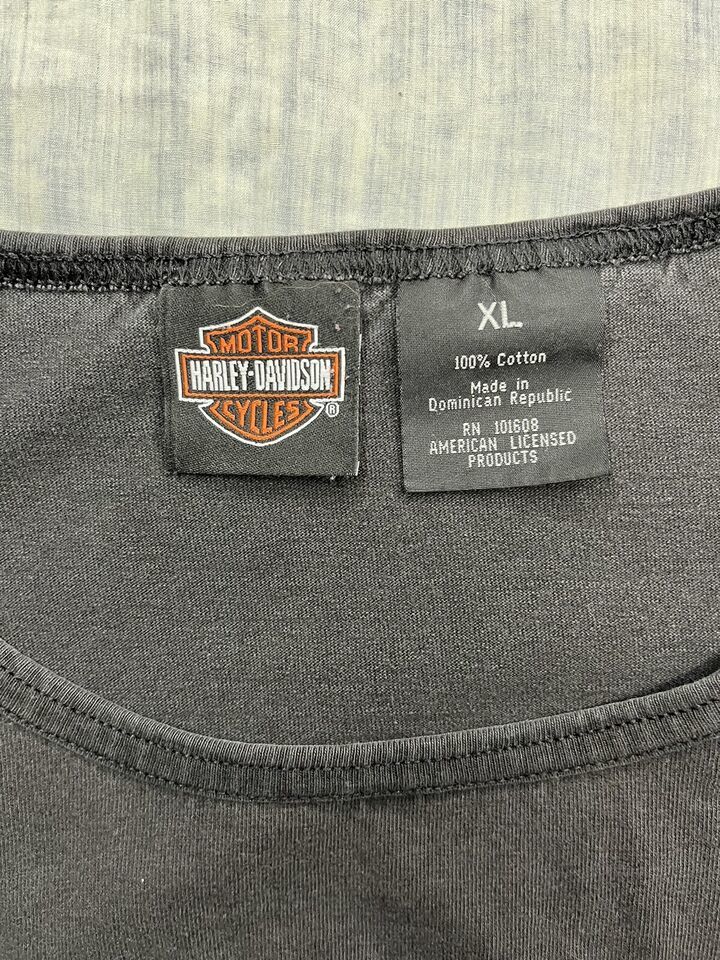 MOTOR
HARLEY-DAVIDSON
CYCLES®
XL
100% Cotton
Made in
Dominican Republic
RN 101608
AMERICAN LICENSED
PRODUCTS